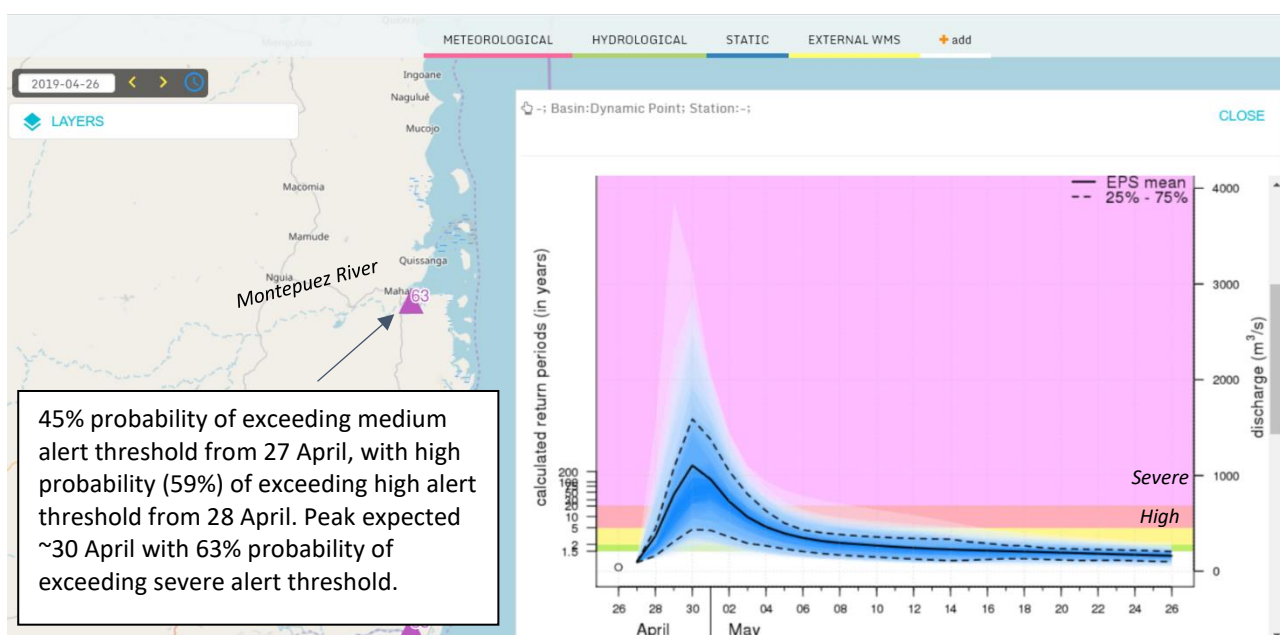 METEOROLOGICAL HYDROLOGICAL STATIC EXTERNAL WMS + add
2019-04-26
LAYERS
Ingoane
Nagulué
Mucojo
Macomia
Mamude
Quissanga
Nguia
Montepuez River
63
-; Basin:Dynamic Point; Station:-;
CLOSE
EPS mean
25% - 75%
calculated return periods (in years)
200
100
75
50
20
10
5
2
1.5
4000
3000
2000
1000
0
discharge (m³/s)
Severe
High
26 28 30 02 04 06 08 10 12 14 16 18 20 22 24 26
April May
45% probability of exceeding medium
alert threshold from 27 April, with high
probability (59%) of exceeding high alert
threshold from 28 April. Peak expected
~30 April with 63% probability of
exceeding severe alert threshold.